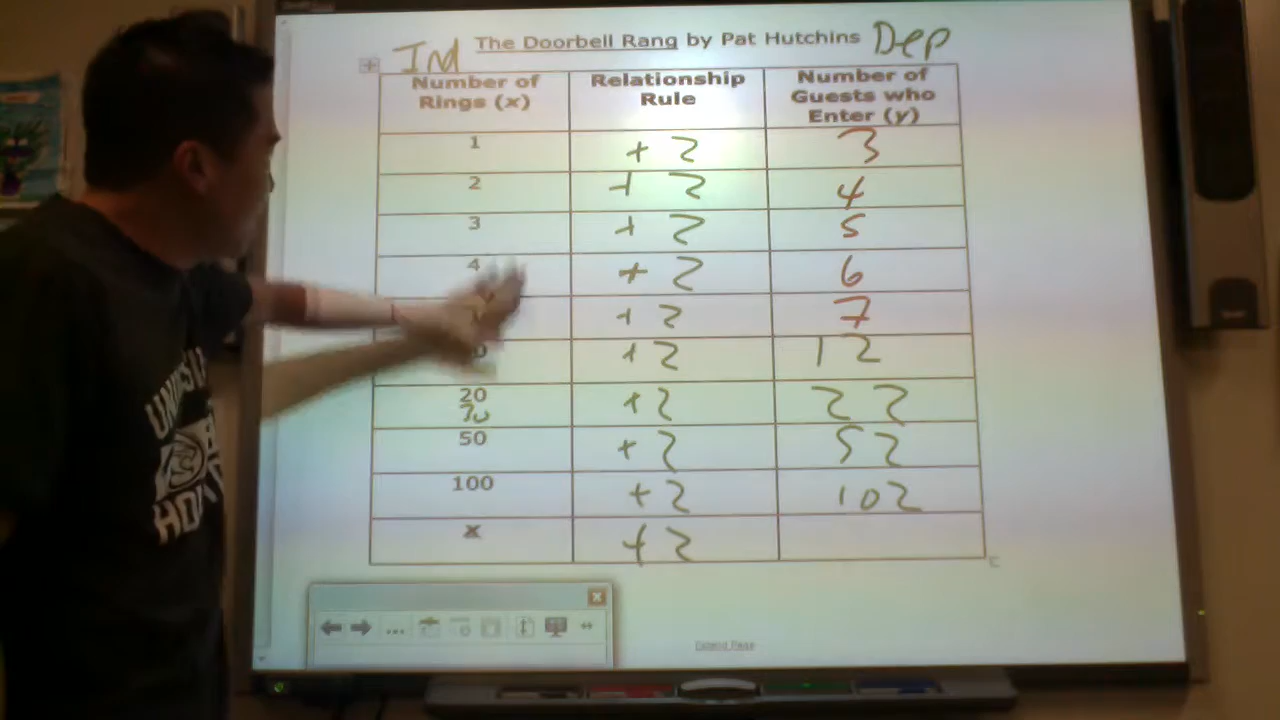 Ind The Doorbell Rang by Pat Hutchins Dep
Number of Rings (x) Relationship Rule Number of Guests who Enter (y)
1 + 2 3
2 + 2 4
3 + 2 5
4 + 2 6
+ 2 7
+ 2 12
20 + 2 22
50 + 2 52
100 + 2 102
x + 2
Extend Page